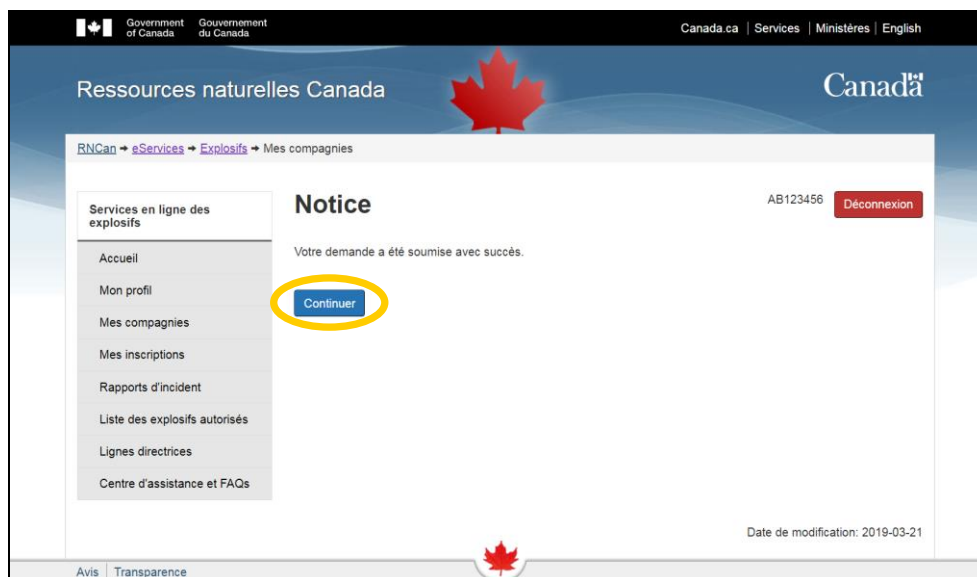 Government of Canada Gouvernement du Canada
Canada.ca | Services | Ministères | English
Ressources naturelles Canada
Canada
RNCan → eServices → Explosifs → Mes compagnies
Services en ligne des
explosifs
Accueil
Mon profil
Mes compagnies
Mes inscriptions
Rapports d'incident
Liste des explosifs autorisés
Lignes directrices
Centre d'assistance et FAQs
Notice
AB123456 Déconnexion
Votre demande a été soumise avec succès.
Continuer
Date de modification: 2019-03-21
Avis | Transparence